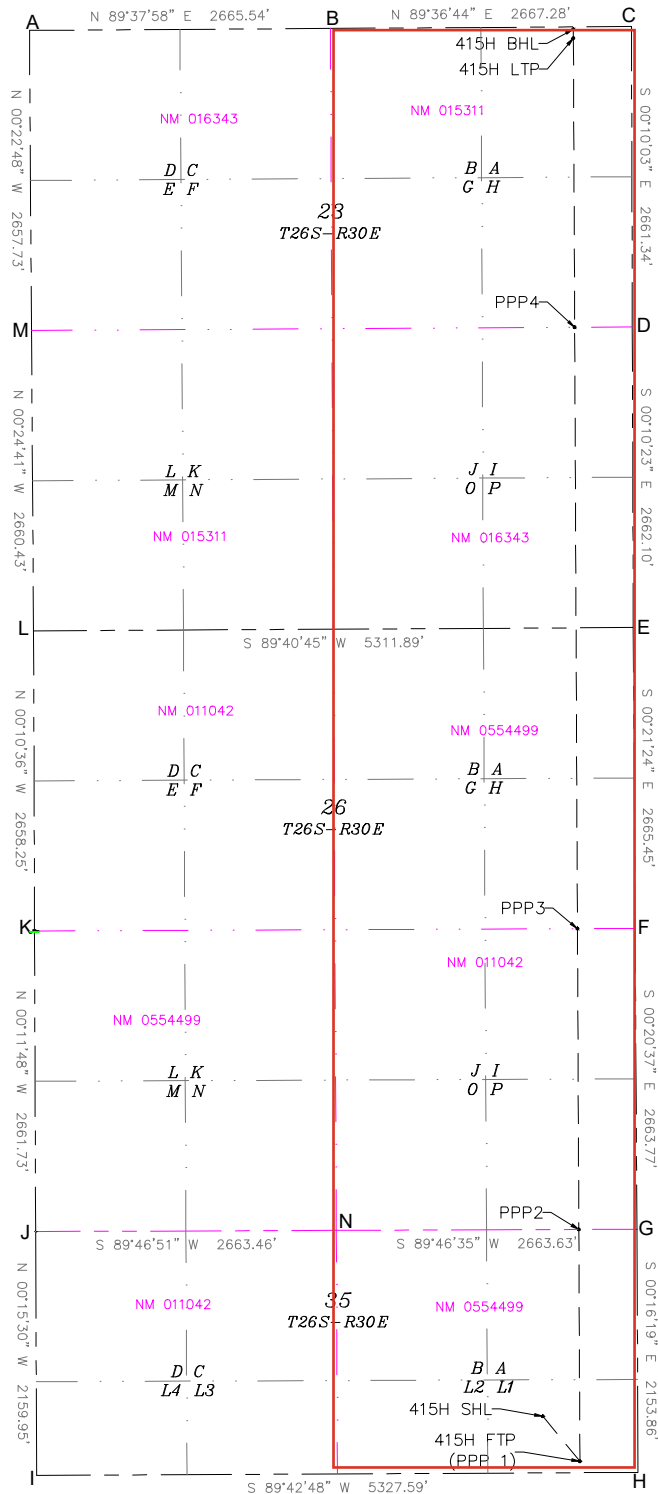 A
N 89°37'58" E 2665.54'
B
N 89°36'44" E 2667.28'
C
415H BHL
415H LTP
N 00°22'48" W 2657.73'
S 00°10'03" E 2661.34'
NM 016343
NM 015311
D C
E F
B A
G H
23
T26S-R30E
PPP4
M
D
N 00°24'41" W 2660.43'
S 00°10'23" E 2662.10'
L K
M N
J I
O P
NM 015311
NM 016343
L
E
S 89°40'45" W 5311.89'
N 00°10'36" W 2658.25'
S 00°21'24" E 2665.45'
NM 011042
NM 0554499
D C
E F
B A
G H
26
T26S-R30E
PPP3
K
F
NM 011042
N 00°11'48" W 2661.73'
S 00°20'37" E 2663.77'
NM 0554499
L K
M N
J I
O P
PPP2
J
N
G
S 89°46'51" W 2663.46'
S 89°46'35" W 2663.63'
N 00°15'30" W 2159.95'
S 00°16'19" E 2153.86'
NM 011042
35
NM 0554499
T26S-R30E
D C
L4 L3
B A
L2 L1
415H SHL
415H FTP
(PPP 1)
I
H
S 89°42'48" W 5327.59'